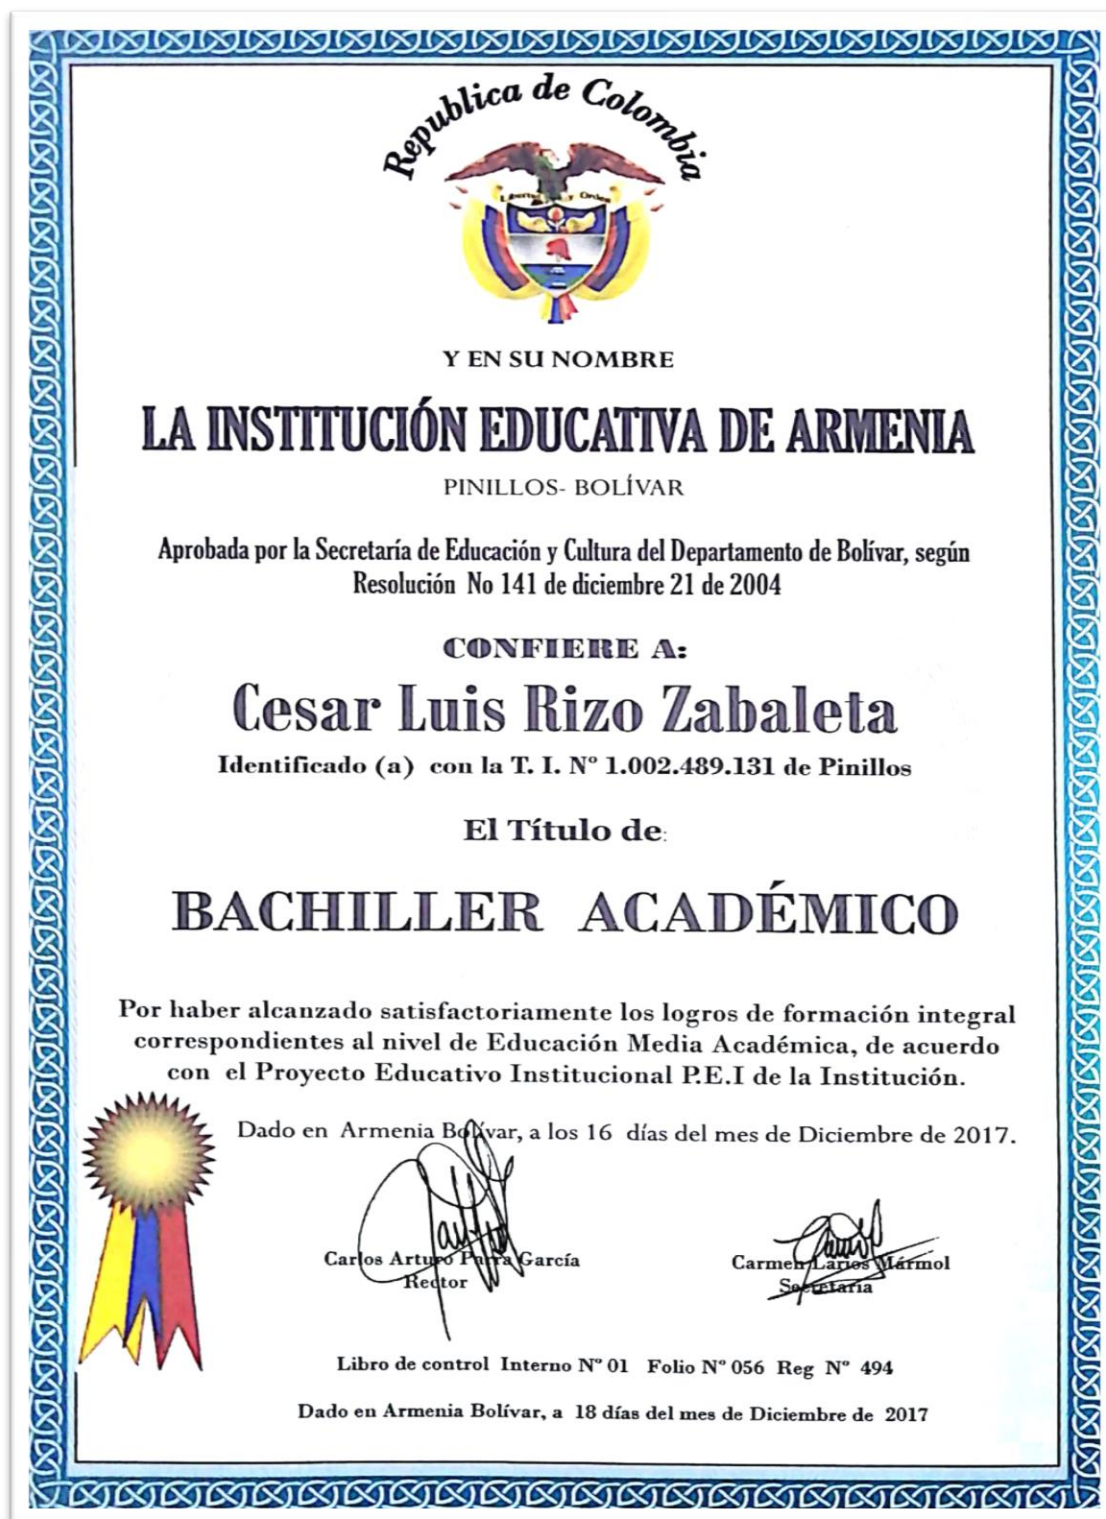 Republica de Colombia
Libertad y Orden
Y EN SU NOMBRE
LA INSTITUCIÓN EDUCATIVA DE ARMENIA
PINILLOS- BOLÍVAR
Aprobada por la Secretaría de Educación y Cultura del Departamento de Bolívar, según
Resolución No 141 de diciembre 21 de 2004
CONFIERE A:
Cesar Luis Rizo Zabaleta
Identificado (a) con la T. I. Nº 1.002.489.131 de Pinillos
El Título de:
BACHILLER ACADÉMICO
Por haber alcanzado satisfactoriamente los logros de formación integral
correspondientes al nivel de Educación Media Académica, de acuerdo
con el Proyecto Educativo Institucional P.E.I de la Institución.
Dado en Armenia Bolívar, a los 16 días del mes de Diciembre de 2017.
Carlos Arturo Parra García
Rector
Carmen Larios Mármol
Secretaria
Libro de control Interno Nº 01 Folio Nº 056 Reg Nº 494
Dado en Armenia Bolívar, a 18 días del mes de Diciembre de 2017